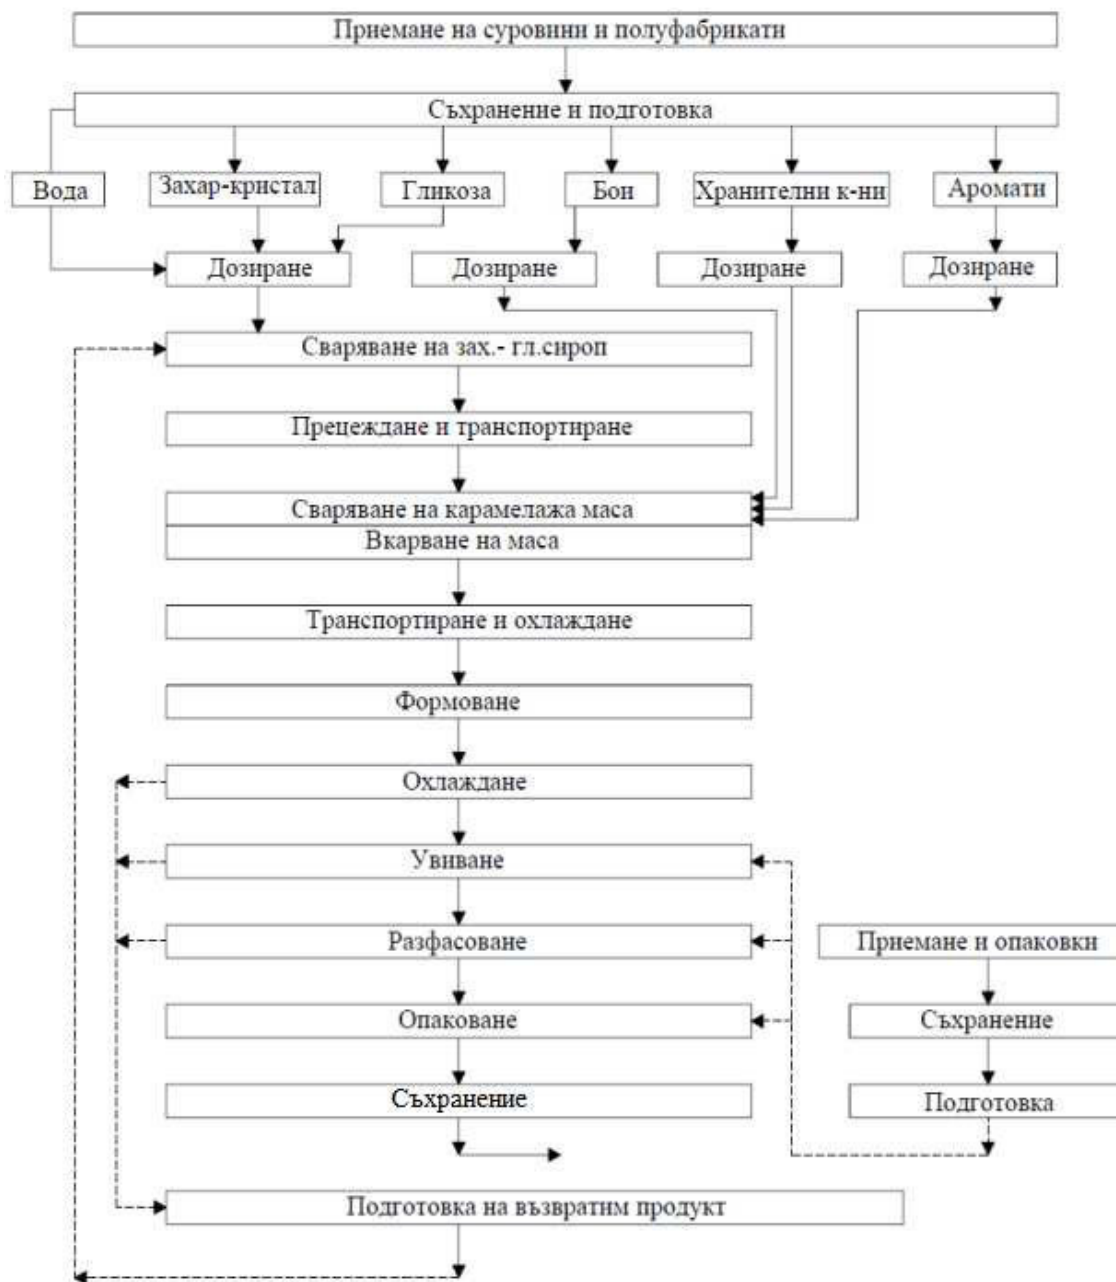 Приемане на суровини и полуфабрикати
Съхранение и подготовка
Вода
Захар-кристал
Гликоза
Бои
Хранителни к-ни
Аромати
Дозиране
Дозиране
Дозиране
Дозиране
Сваряване на зах.- гл.сироп
Прецеждане и транспортиране
Сваряване на карамелажа маса
Вкарване на маса
Транспортиране и охлаждане
Формоване
Охлаждане
Увиване
Разфасоване
Приемане и опаковки
Опаковане
Съхранение
Съхранение
Подготовка
Подготовка на възвратим продукт